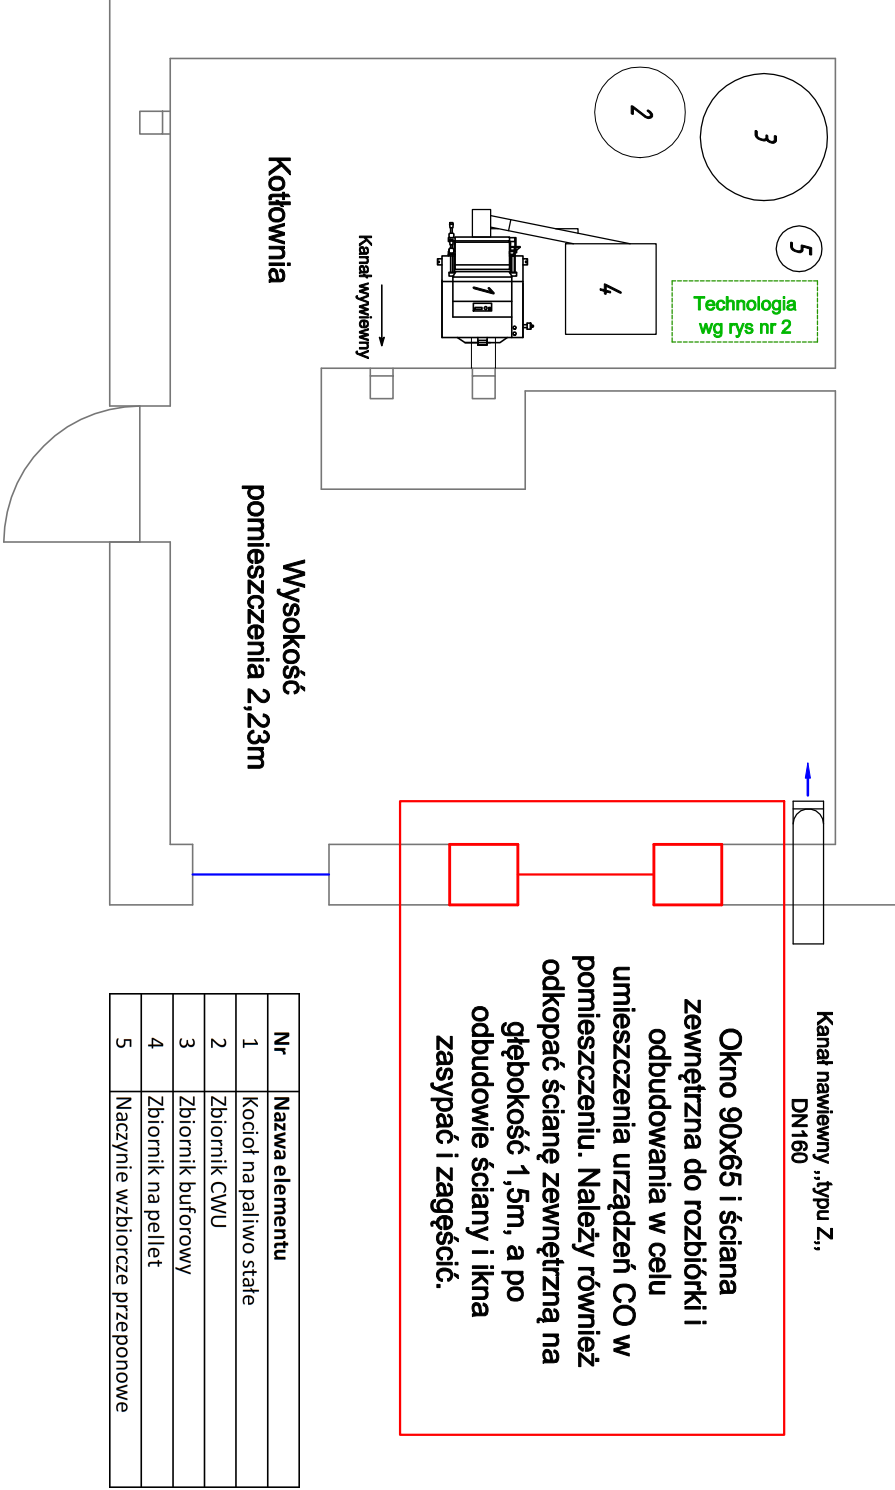 Technologia
wg rys nr 2
3
2
5
4
1
Kotłownia
Kanał wywiewny
Wysokość
pomieszczenia 2,23m
Kanał nawiewny ,,typu Z,,
DN160
Okno 90x65 i ściana
zewnętrzna do rozbiórki i
odbudowania w celu
umieszczenia urządzeń CO w
pomieszczeniu. Należy również
odkopać ścianę zewnętrzną na
głębokość 1,5m, a po
odbudowie ściany i ikna
zasypać i zagęścić.
Nr Nazwa elementu
1 Kocioł na paliwo stałe
2 Zbiornik CWU
3 Zbiornik buforowy
4 Zbiornik na pellet
5 Naczynie wzbiorcze przeponowe